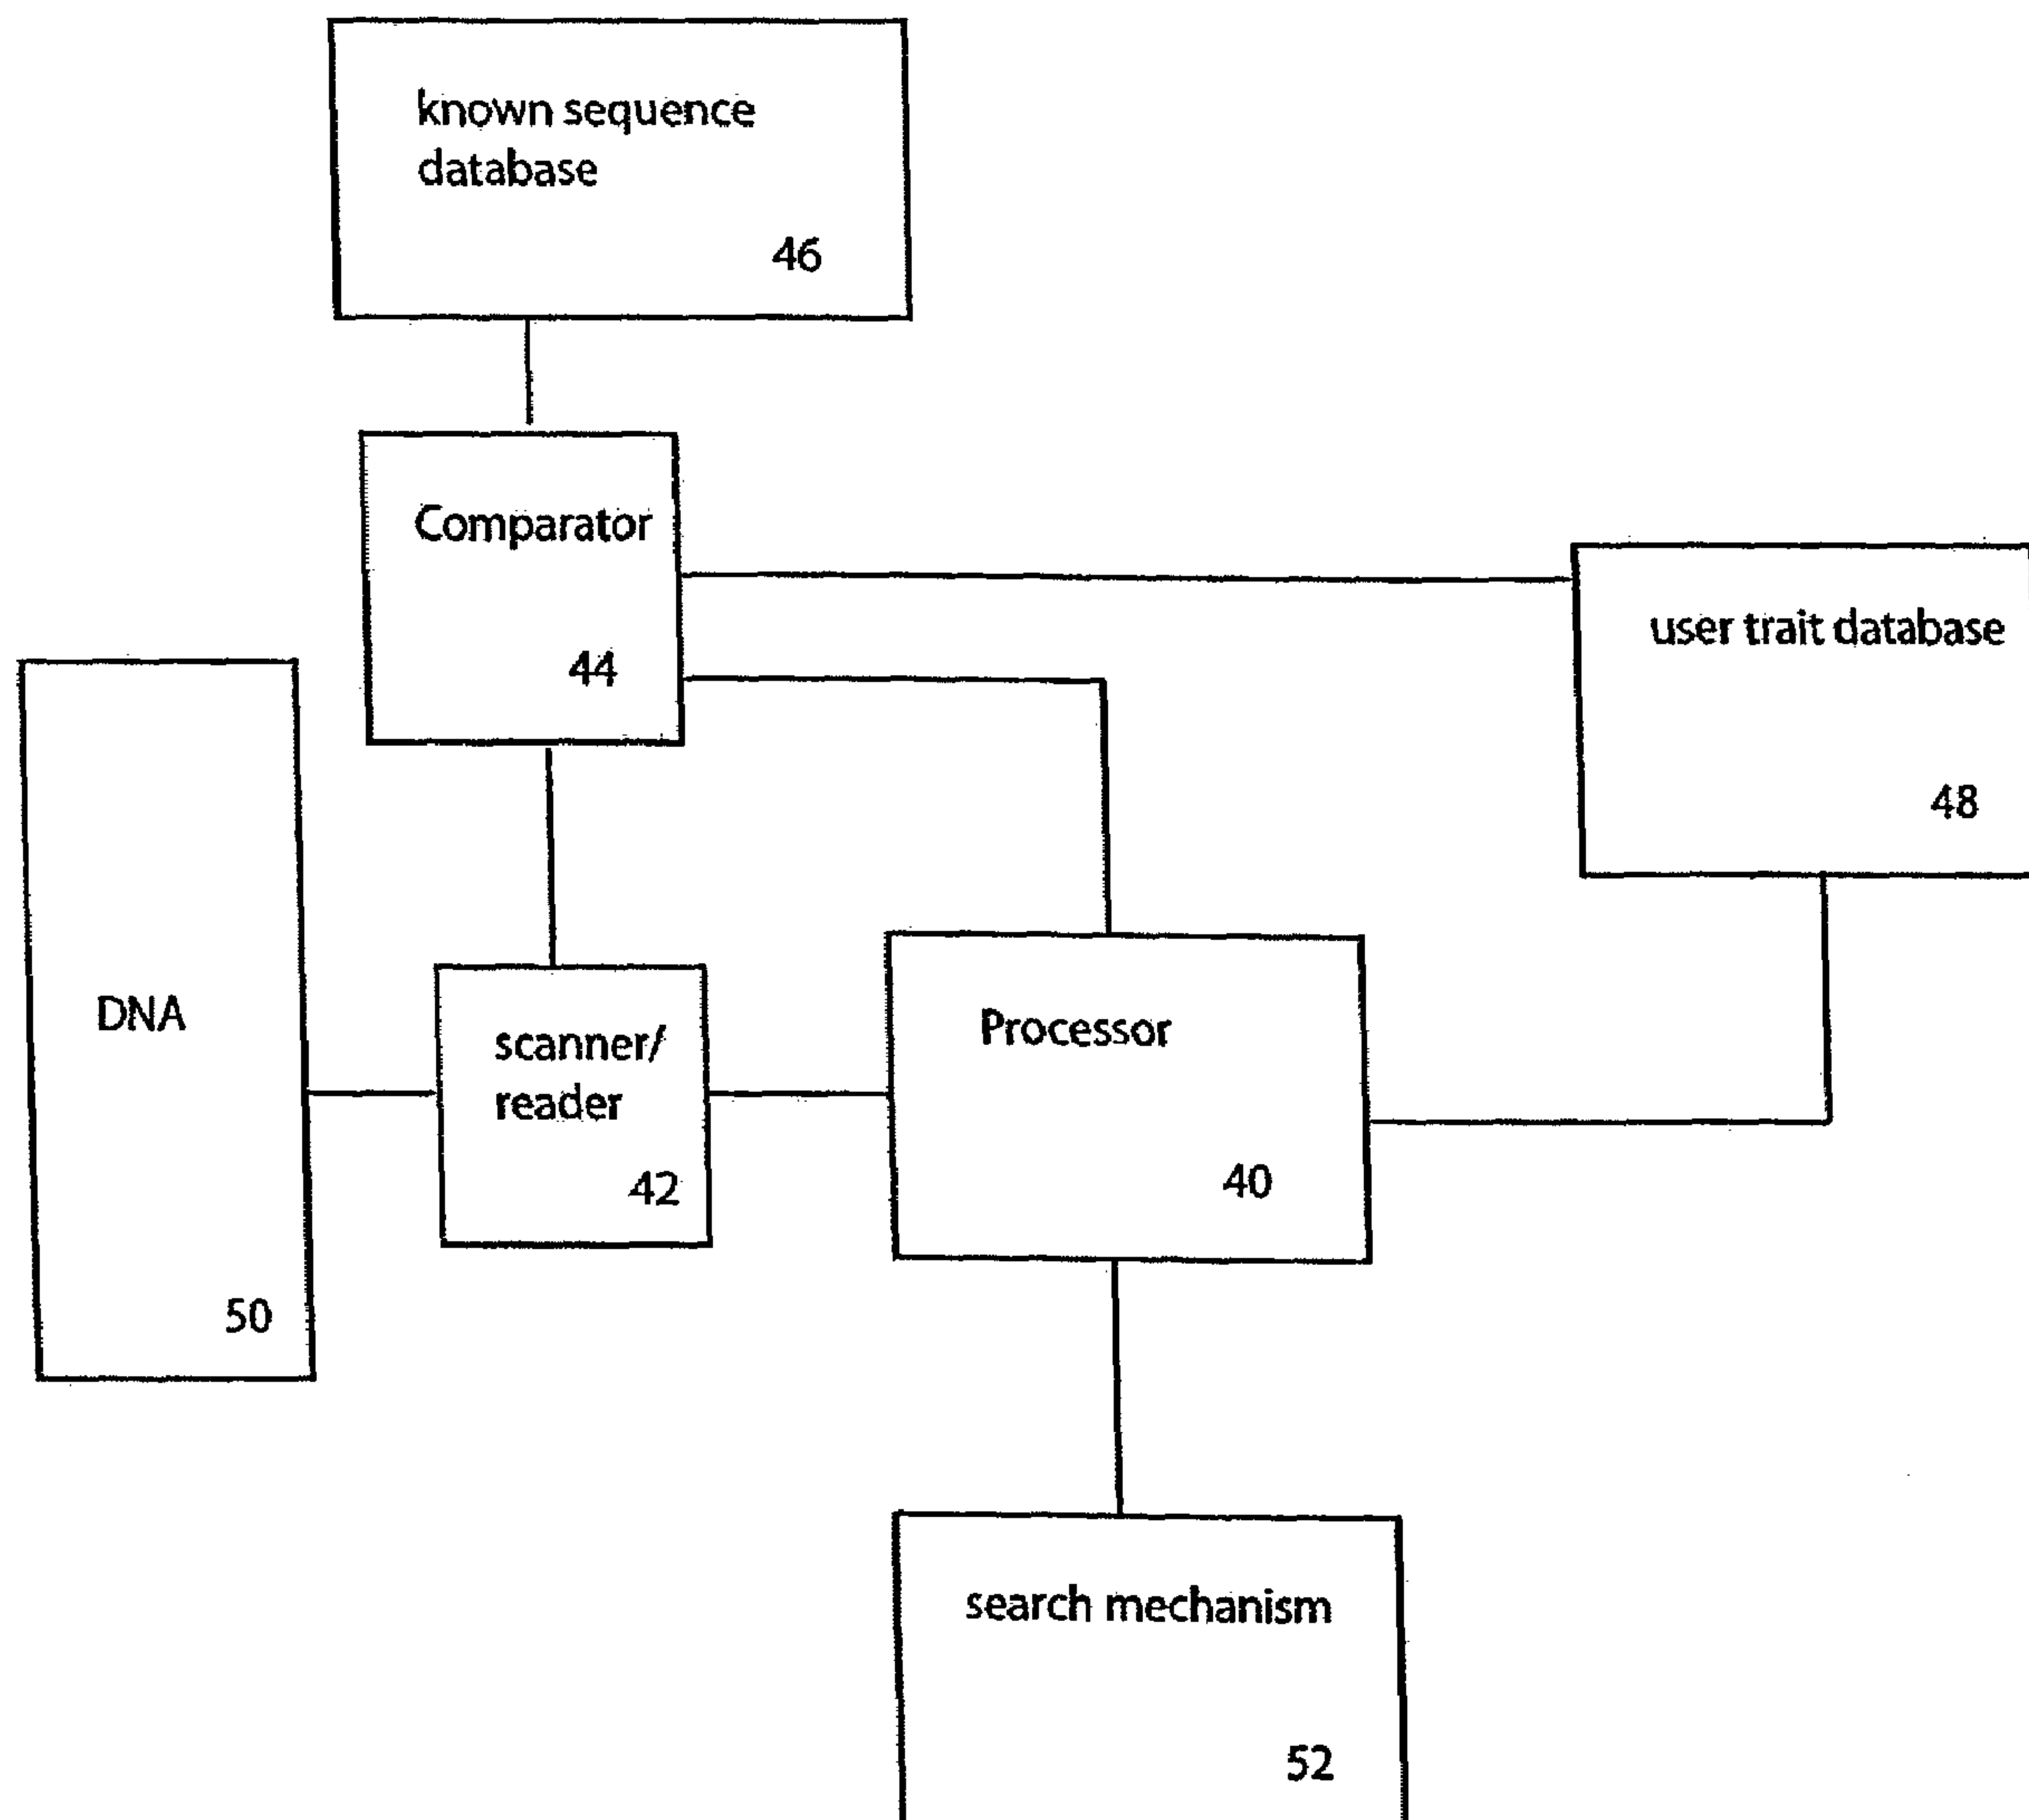 known sequence
database
46
Comparator
44
user trait database
48
DNA
50
scanner/
reader
42
Processor
40
search mechanism
52